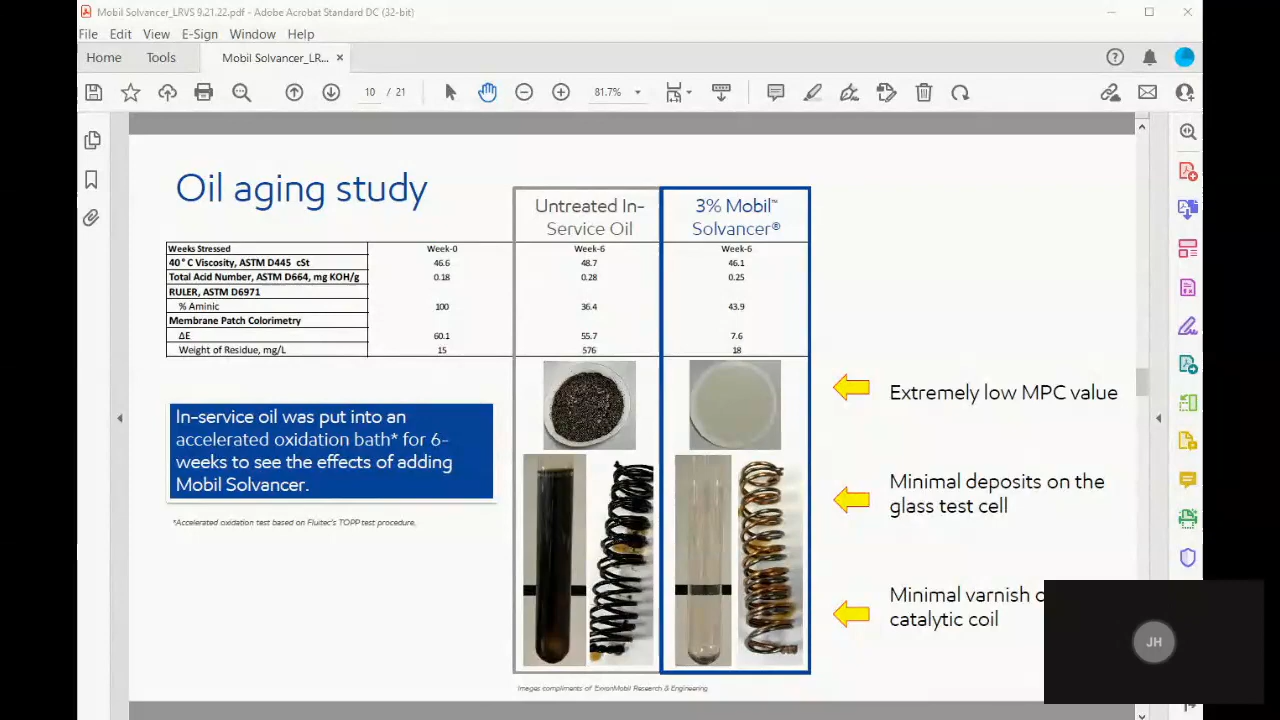 Mobil Solvancer_LRVS 9.21.22.pdf - Adobe Acrobat Standard DC (32-bit)
File Edit View E-Sign Window Help
Home Tools Mobil Solvancer_LR... ×
10 / 21 81.7%
Oil aging study
Untreated In-Service Oil
3% Mobil™ Solvancer®
Weeks Stressed Week-0 Week-6 Week-6
40° C Viscosity, ASTM D445 cSt 46.6 48.7 46.1
Total Acid Number, ASTM D664, mg KOH/g 0.18 0.28 0.25
RULER, ASTM D6971
% Aminic 100 36.4 43.9
Membrane Patch Colorimetry
ΔE 60.1 55.7 7.6
Weight of Residue, mg/L 15 576 18
In-service oil was put into an
accelerated oxidation bath* for 6-
weeks to see the effects of adding
Mobil Solvancer.
*Accelerated oxidation test based on Fluitec's TOPP test procedure.
Extremely low MPC value
Minimal deposits on the
glass test cell
Minimal varnish
catalytic coil
JH
Images compliments of ExxonMobil Research & Engineering